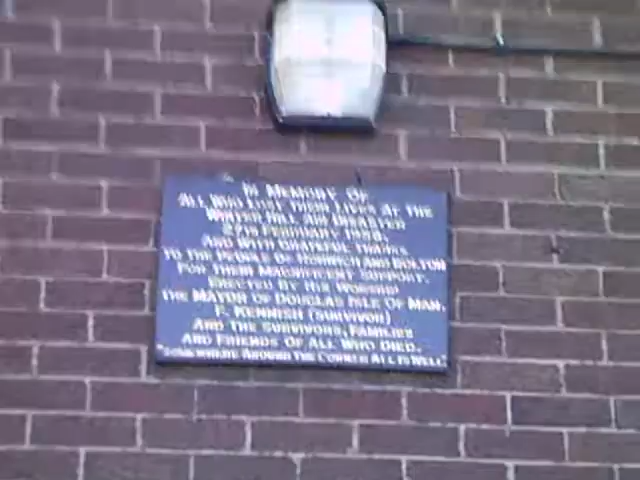 IN MEMORY OF
ALL WHO LOST THEIR LIVES AT THE
WINTER HILL AIR DISASTER
27TH FEBRUARY 1958.
AND WITH GRATEFUL THANKS
TO THE PEOPLE OF HORWICH AND BOLTON
FOR THEIR MAGNIFICENT SUPPORT.
ERECTED BY HIS WORSHIP
THE MAYOR OF DOUGLAS ISLE OF MAN.
F. KENNISH (SURVIVOR)
AND THE SURVIVORS, FAMILIES
AND FRIENDS OF ALL WHO DIED.
"SOMEWHERE AROUND THE CORNER ALL IS WELL"